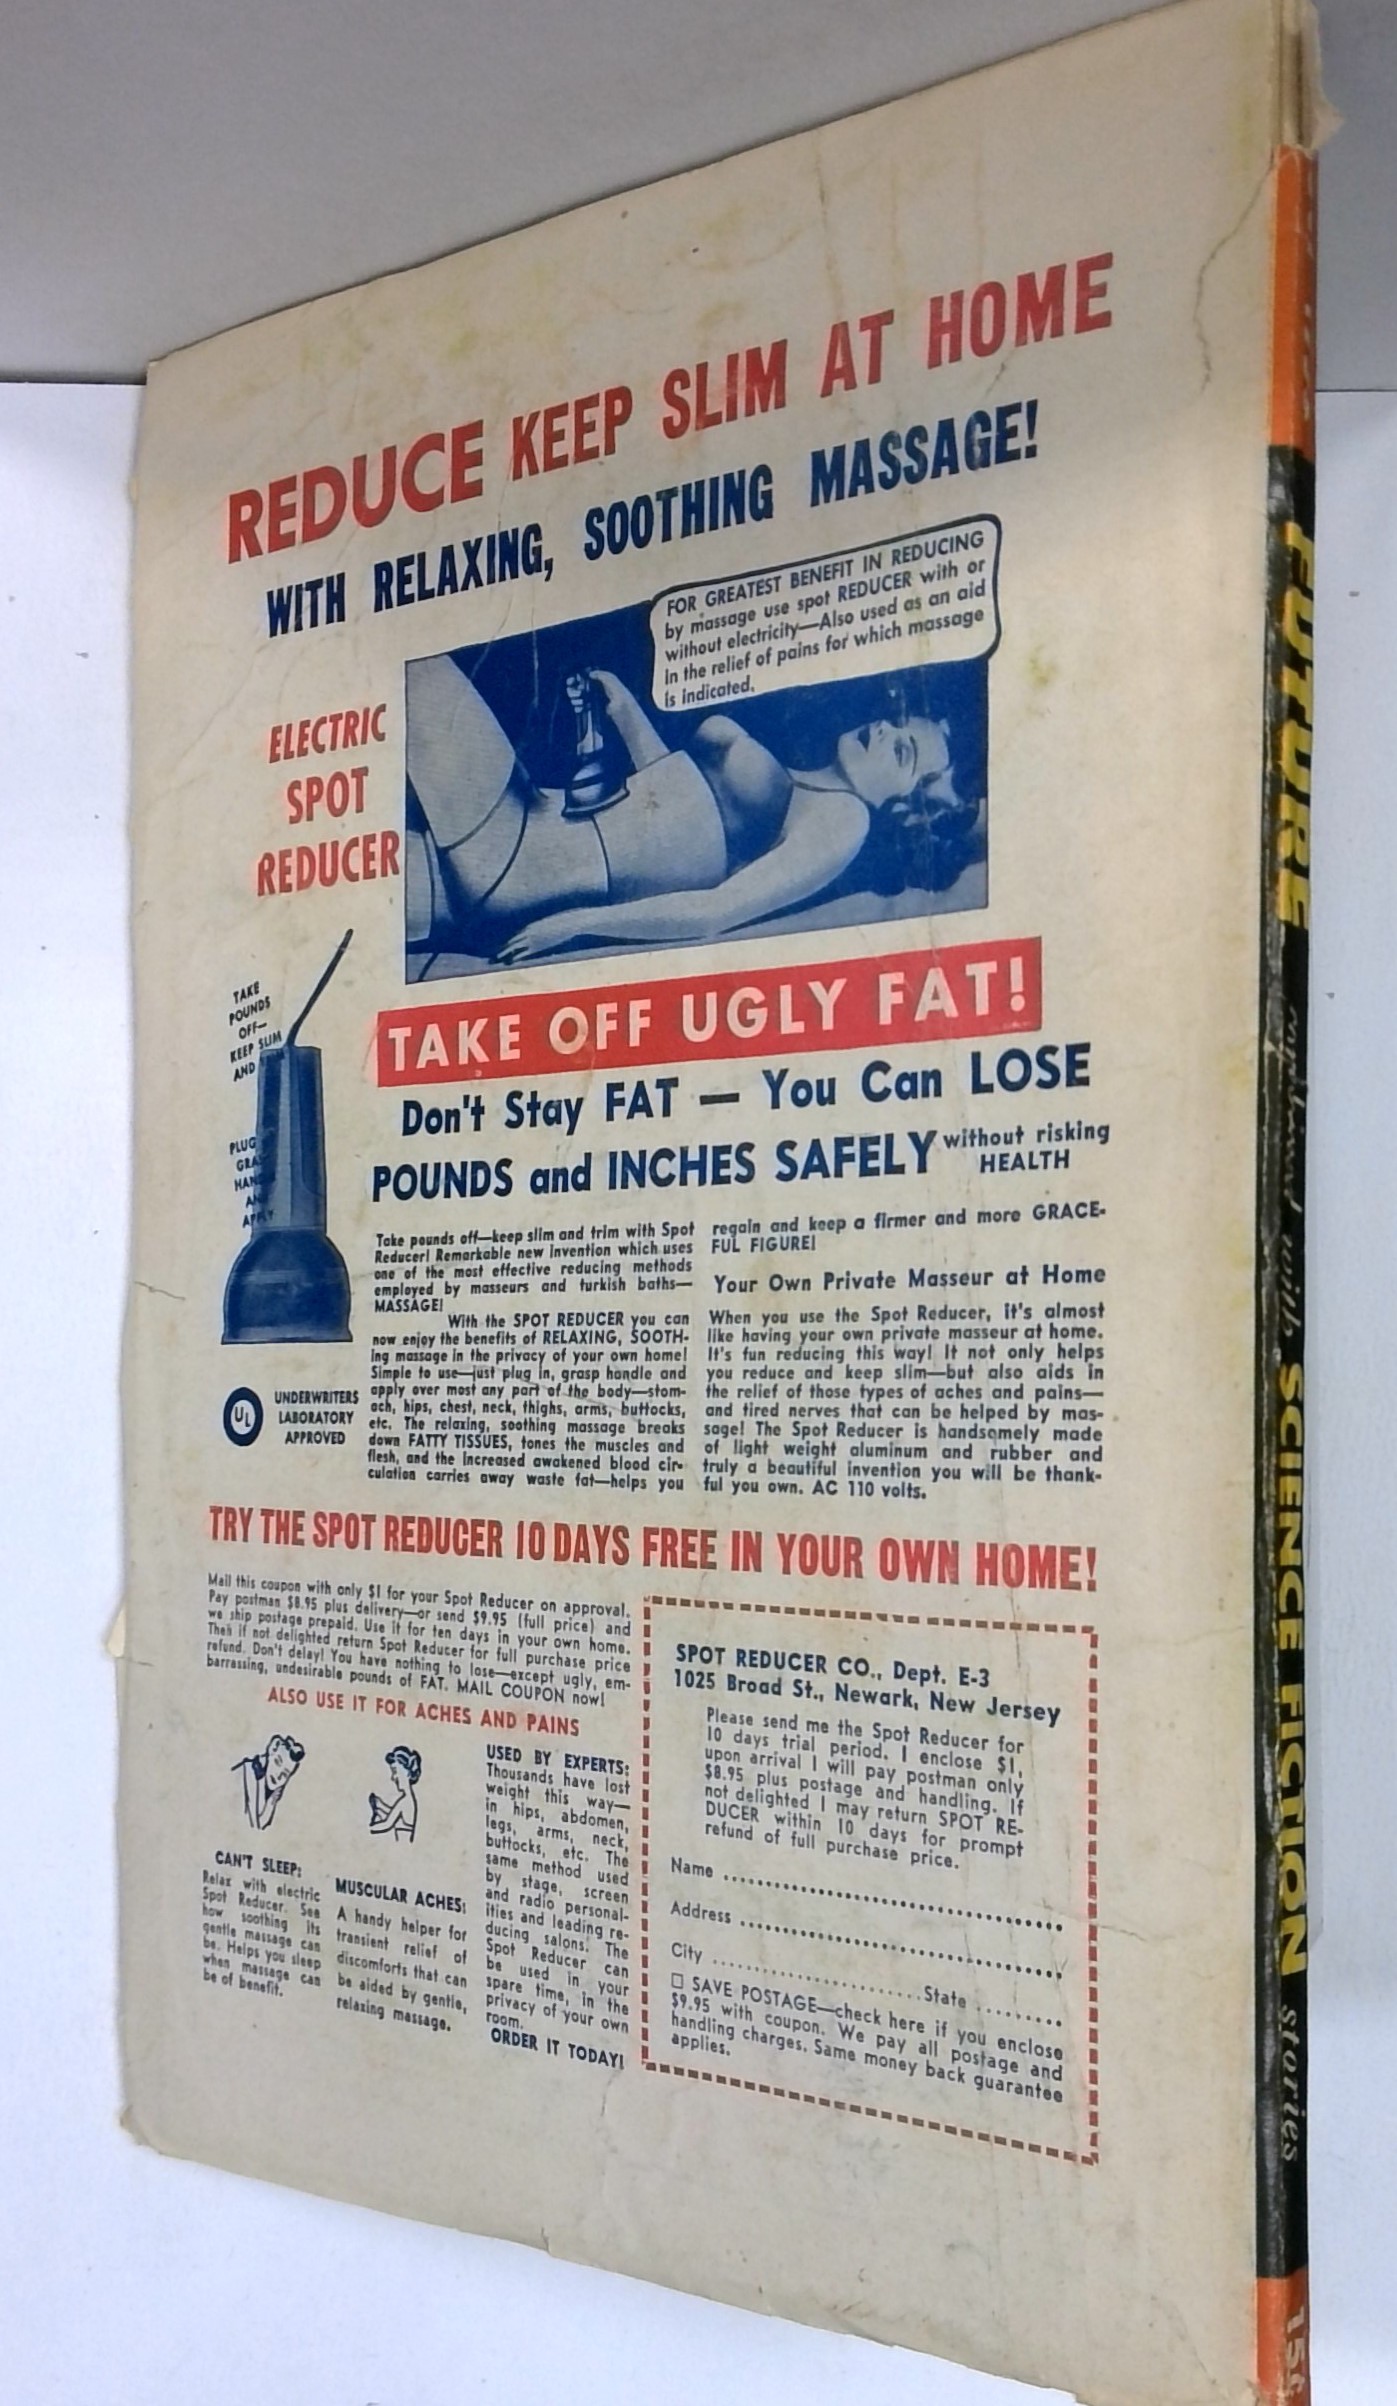 REDUCE KEEP SLIM AT HOME
WITH RELAXING, SOOTHING MASSAGE!
FOR GREATEST BENEFIT IN REDUCING
by massage use spot REDUCER with or
without electricity—Also used as an aid
in the relief of pains for which massage
is indicated.
ELECTRIC
SPOT
REDUCER
TAKE
POUNDS
OFF—
KEEP SLIM
AND
PLUG
AND
APPLY
UL
UNDERWRITERS
LABORATORY
APPROVED
TAKE OFF UGLY FAT!
Don't Stay FAT — You Can LOSE
POUNDS and INCHES SAFELY without risking
HEALTH
Take pounds off—keep slim and trim with Spot
Reducer! Remarkable new invention which uses
one of the most effective reducing methods
employed by masseurs and turkish baths—
MASSAGE!
With the SPOT REDUCER you can
now enjoy the benefits of RELAXING, SOOTH-
ing massage in the privacy of your own home!
Simple to use—just plug in, grasp handle and
apply over most any part of the body—stom-
ach, hips, chest, neck, thighs, arms, buttocks,
etc. The relaxing, soothing massage breaks
down FATTY TISSUES, tones the muscles and
flesh, and the increased awakened blood cir-
culation carries away waste fat—helps you
regain and keep a firmer and more GRACE-
FUL FIGURE!
Your Own Private Masseur at Home
When you use the Spot Reducer, it's almost
like having your own private masseur at home.
It's fun reducing this way! It not only helps
you reduce and keep slim—but also aids in
the relief of those types of aches and pains—
and tired nerves that can be helped by mas-
sage! The Spot Reducer is handsomely made
of light weight aluminum and rubber and
truly a beautiful invention you will be thank-
ful you own. AC 110 volts.
TRY THE SPOT REDUCER 10 DAYS FREE IN YOUR OWN HOME!
Mail this coupon with only $1 for your Spot Reducer on approval.
Pay postman $8.95 plus delivery—or send $9.95 (full price) and
we ship postage prepaid. Use it for ten days in your own home.
Then if not delighted return Spot Reducer for full purchase price
refund. Don't delay! You have nothing to lose—except ugly, em-
barrassing, undesirable pounds of FAT. MAIL COUPON now!
ALSO USE IT FOR ACHES AND PAINS
CAN'T SLEEP:
Relax with electric
Spot Reducer. See
how soothing its
gentle massage can
be. Helps you sleep
when massage can
be of benefit.
MUSCULAR ACHES:
A handy helper for
transient relief of
discomforts that can
be aided by gentle,
relaxing massage.
USED BY EXPERTS:
Thousands have lost
weight this way—
in hips, abdomen,
legs, arms, neck,
buttocks, etc. The
same method used
by stage, screen
and radio personal-
ities and leading re-
ducing salons. The
Spot Reducer can
be used in your
spare time, in the
privacy of your own
room.
ORDER IT TODAY!
SPOT REDUCER CO., Dept. E-3
1025 Broad St., Newark, New Jersey
Please send me the Spot Reducer for
10 days trial period. I enclose $1,
upon arrival I will pay postman only
$8.95 plus postage and handling. If
not delighted I may return SPOT RE-
DUCER within 10 days for prompt
refund of full purchase price.
Name
Address
City State
SAVE POSTAGE—check here if you enclose
$9.95 with coupon. We pay all postage and
handling charges. Same money back guarantee
applies.
FUTURE combined with SCIENCE FICTION stories
15¢